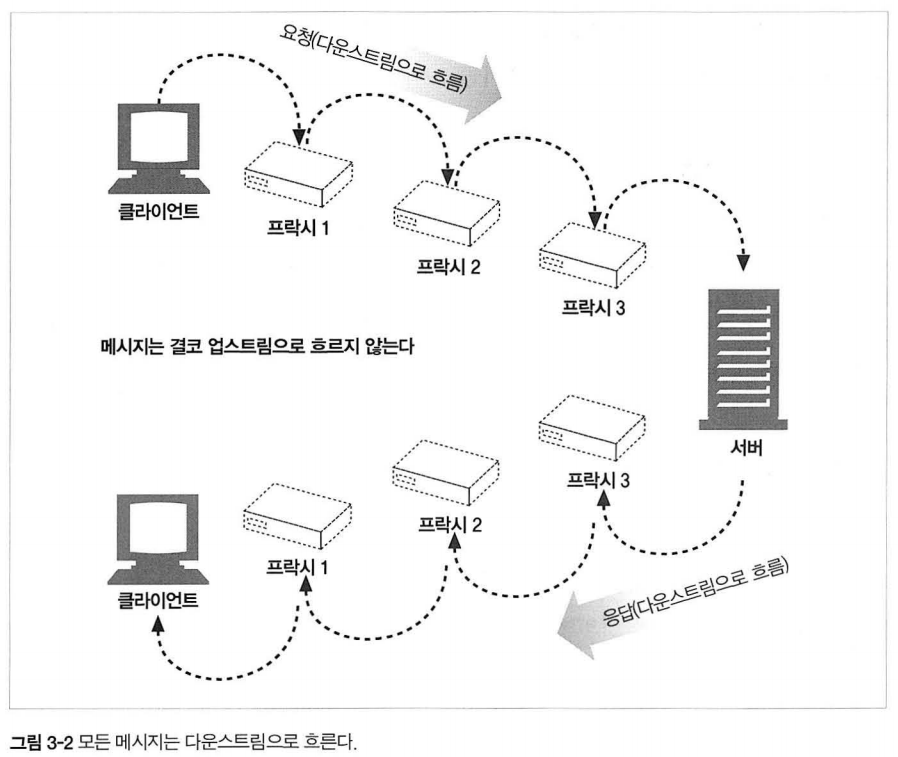 요청(다운스트림으로 흐름)
클라이언트
프락시 1
프락시 2
프락시 3
메시지는 결코 업스트림으로 흐르지 않는다
서버
프락시 3
프락시 2
프락시 1
클라이언트
응답(다운스트림으로 흐름)
그림 3-2 모든 메시지는 다운스트림으로 흐른다.